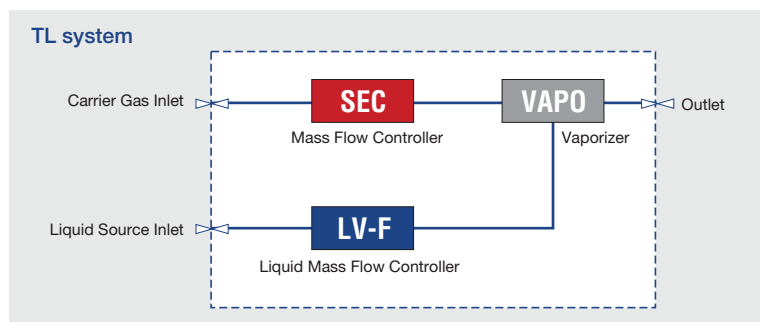 TL system
Carrier Gas Inlet
SEC
VAPO
Outlet
Mass Flow Controller
Vaporizer
Liquid Source Inlet
LV-F
Liquid Mass Flow Controller